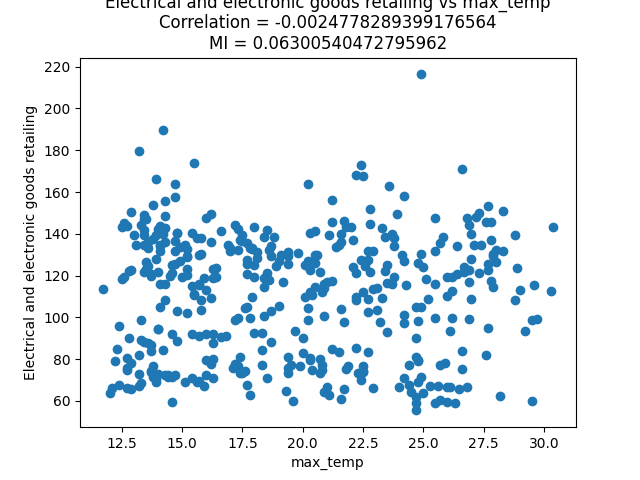 Electrical and electronic goods retailing vs max_temp
Correlation = -0.0024778289399176564
MI = 0.06300540472795962
220
200
180
160
140
120
100
80
60
Electrical and electronic goods retailing
12.5 15.0 17.5 20.0 22.5 25.0 27.5 30.0
max_temp